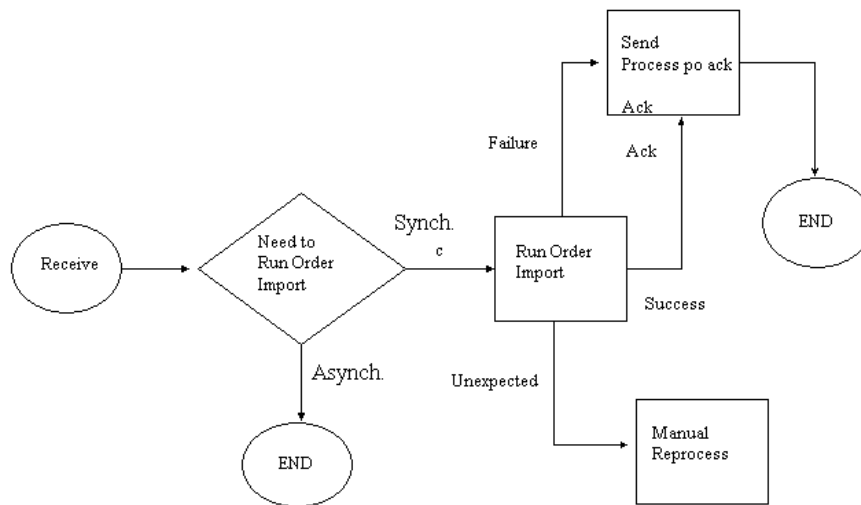 Send
Process po ack
Ack
Failure
Ack
Receive
Need to
Run Order
Import
Synch.
c
Run Order
Import
END
Success
Asynch.
Unexpected
END
Manual
Reprocess